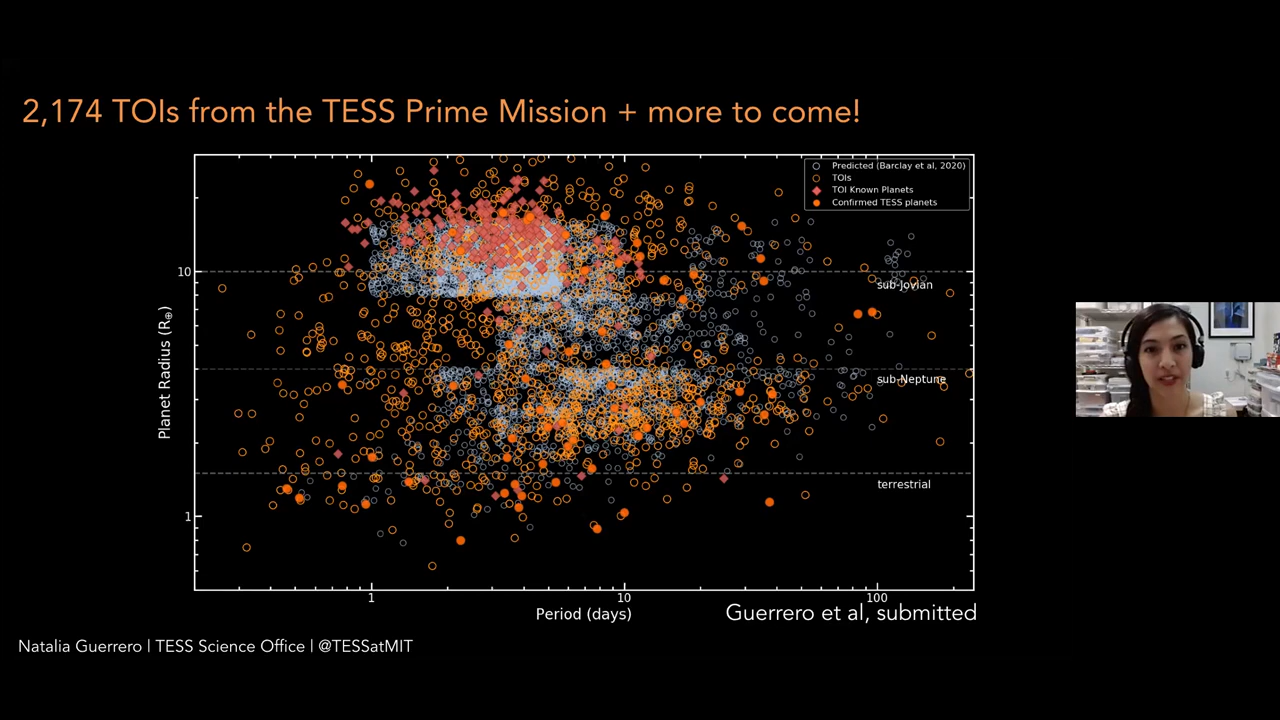 2,174 TOIs from the TESS Prime Mission + more to come!
Predicted (Barclay et al, 2020)
TOIs
TOI Known Planets
Confirmed TESS planets
10
sub-Jovian
sub-Neptune
terrestrial
1
Planet Radius (R⊕)
1
10
100
Period (days)
Guerrero et al, submitted
Natalia Guerrero | TESS Science Office | @TESSatMIT